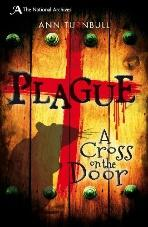 The National Archives
ANN TURNBULL
PLAGUE
A
CROSS
on the
DOOR